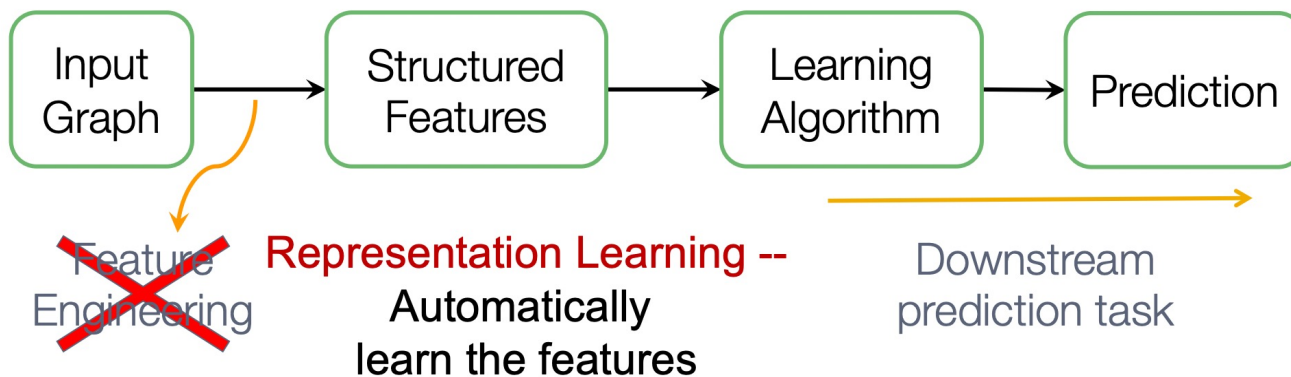 Input
Graph
Structured
Features
Learning
Algorithm
Prediction
Feature
Engineering
Representation Learning --
Automatically
learn the features
Downstream
prediction task